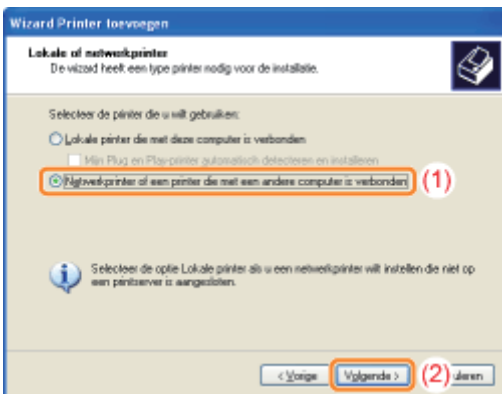 Wizard Printer toevoegen
Lokale of netwerkprinter
De wizard heeft een type printer nodig voor de installatie.
Selecteer de printer die u wilt gebruiken:
Lokale printer die met deze computer is verbonden
Mijn Plug en Play-printer automatisch detecteren en installeren
Netwerkprinter of een printer die met een andere computer is verbonden (1)
Selecteer de optie Lokale printer als u een netwerkprinter wilt instellen die niet op
een printserver is aangesloten.
< Vorige Volgende > (2) uleren